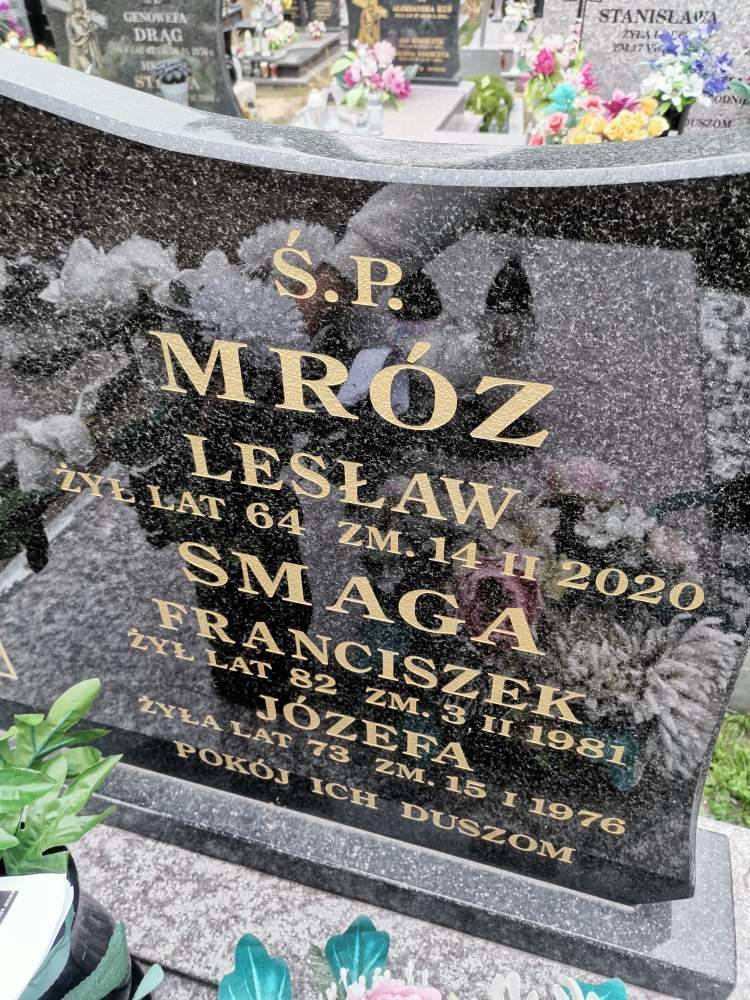 GENOWEFA
DRĄG
STANISŁAWA
DUSZOM
Ś.P.
MRÓZ
LESŁAW
ŻYŁ LAT 64 ZM. 14 II 2020
SMAGA
FRANCISZEK
ŻYŁ LAT 82 ZM. 3 II 1981
JÓZEFA
ŻYŁA LAT 73 ZM. 15 I 1976
POKÓJ ICH DUSZOM